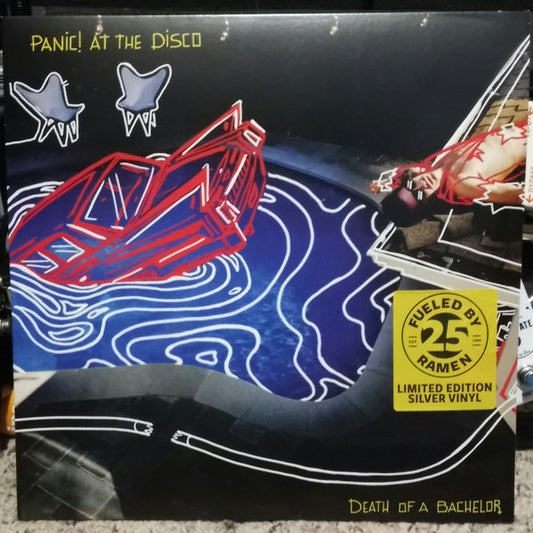 PANIC! AT THE DISCO
FUELED BY
25
RAMEN
LIMITED EDITION
SILVER VINYL
DEATH OF A BACHELOR